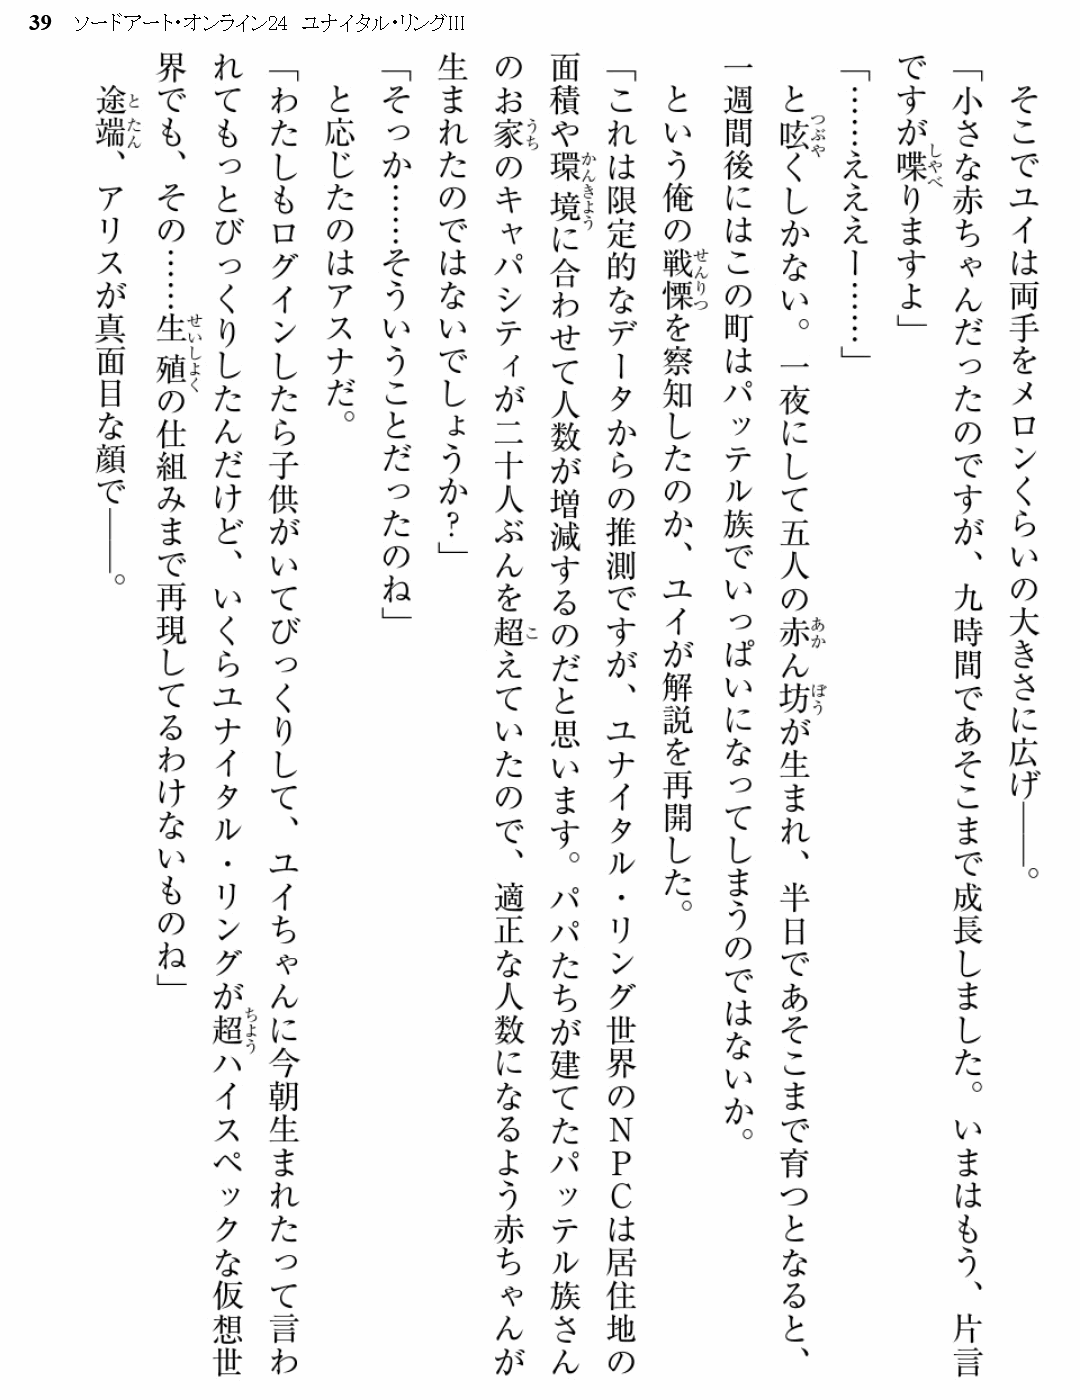 39 ソードアート・オンライン24 ユナイタル・リングIII
そこでユイは両手をメロンくらいの大きさに広げ――。
「小さな赤ちゃんだったのですが、九時間であそこまで成長しました。いまはもう、片言
ですが喋りますよ」
「……えええー……」
と呟くしかない。一夜にして五人の赤ん坊が生まれ、半日であそこまで育つとなると、
一週間後にはこの町はパッテル族でいっぱいになってしまうのではないか。
という俺の戦慄を察知したのか、ユイが解説を再開した。
「これは限定的なデータからの推測ですが、ユナイタル・リング世界のNPCは居住地の
面積や環境に合わせて人数が増減するのだと思います。パパたちが建てたパッテル族さん
のお家のキャパシティが二十人ぶんを超えていたので、適正な人数になるよう赤ちゃんが
生まれたのではないでしょうか?」
「そっか……そういうことだったのね」
と応じたのはアスナだ。
「わたしもログインしたら子供がいてびっくりして、ユイちゃんに今朝生まれたって言わ
れてもっとびっくりしたんだけど、いくらユナイタル・リングが超ハイスペックな仮想世
界でも、その……生殖の仕組みまで再現してるわけないものね」
途端、アリスが真面目な顔で――。